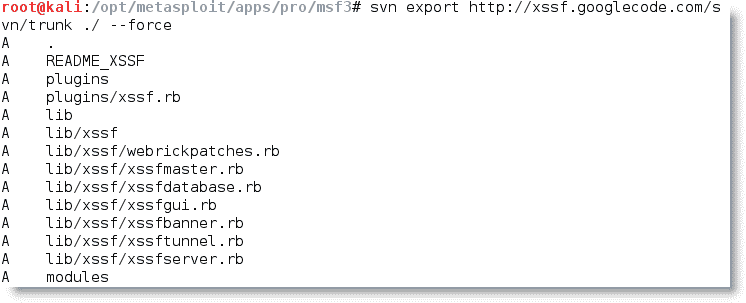 root@kali:/opt/metasploit/apps/pro/msf3# svn export http://xssf.googlecode.com/s
vn/trunk ./ --force
A    .
A    README_XSSF
A    plugins
A    plugins/xssf.rb
A    lib
A    lib/xssf
A    lib/xssf/webrickpatches.rb
A    lib/xssf/xssfmaster.rb
A    lib/xssf/xssfdatabase.rb
A    lib/xssf/xssfgui.rb
A    lib/xssf/xssfbanner.rb
A    lib/xssf/xssftunnel.rb
A    lib/xssf/xssfserver.rb
A    modules